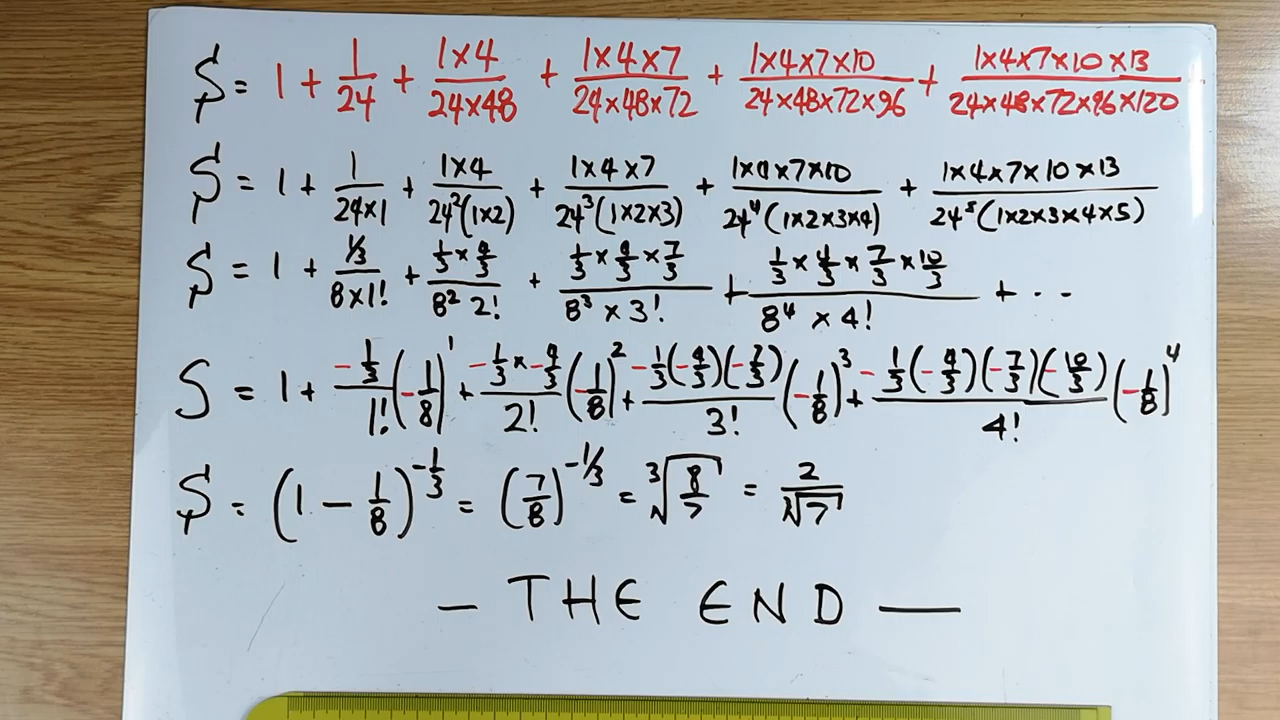 S = 1 + 1/24 + (1×4)/(24×48) + (1×4×7)/(24×48×72) + (1×4×7×10)/(24×48×72×96) + (1×4×7×10×13)/(24×48×72×96×120)
S = 1 + 1/(24×1) + (1×4)/(24²(1×2)) + (1×4×7)/(24³(1×2×3)) + (1×4×7×10)/(24⁴(1×2×3×4)) + (1×4×7×10×13)/(24⁵(1×2×3×4×5))
S = 1 + (1/3)/(8×1!) + (1/3×4/3)/(8² 2!) + (1/3×4/3×7/3)/(8³×3!) + (1/3×4/3×7/3×10/3)/(8⁴×4!) + ··
S = 1 + (-1/3)/1! (-1/8)¹ + (-1/3×-4/3)/2! (-1/8)² + (-1/3(-4/3)(-7/3))/3! (-1/8)³ + (-1/3(-4/3)(-7/3)(-10/3))/4! (-1/8)⁴
S = (1 - 1/8)^(-1/3) = (7/8)^(-1/3) = ∛(8/7) = 2/∛7
- THE END —